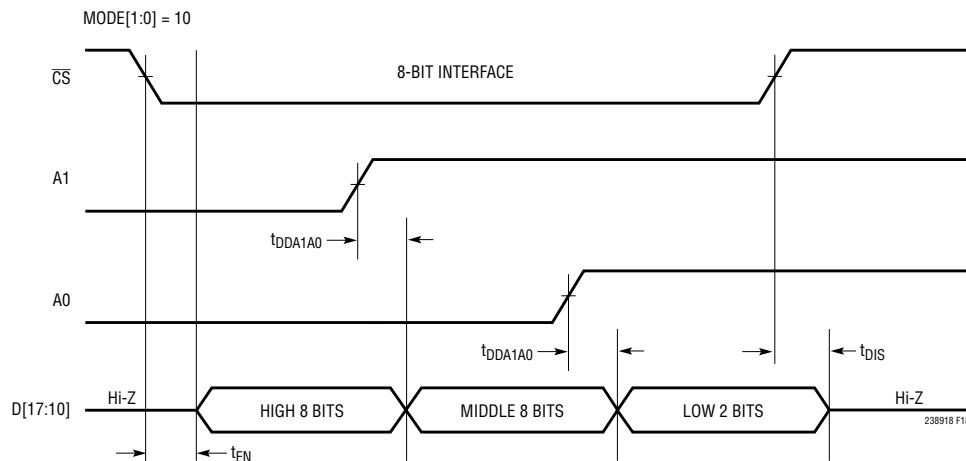 MODE[1:0] = 10
CS
8-BIT INTERFACE
A1
tDDA1A0
A0
tDDA1A0
tDIS
D[17:10]
Hi-Z
HIGH 8 BITS
MIDDLE 8 BITS
LOW 2 BITS
Hi-Z
238918
tEN